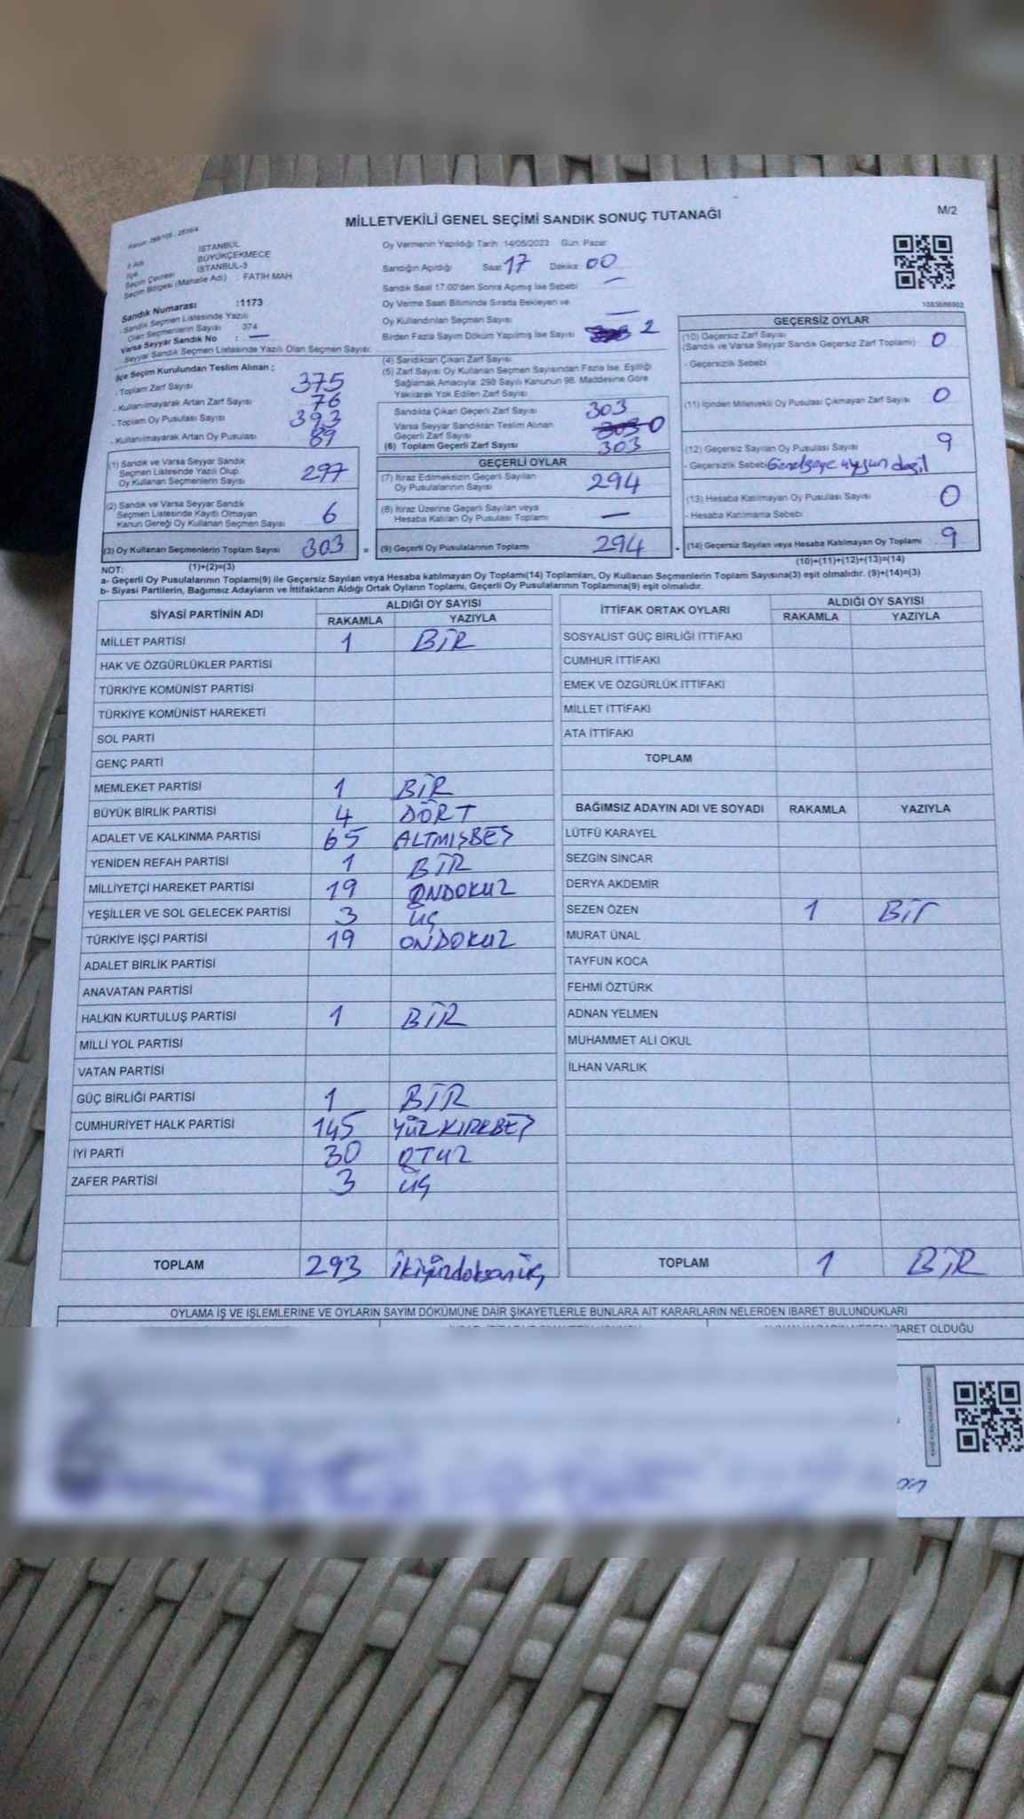 MİLLETVEKİLİ GENEL SEÇİMİ SANDIK SONUÇ TUTANAĞI
M/2
İSTANBUL
BÜYÜKÇEKMECE
İSTANBUL-3
Seçim Bölgesi (Mahalle Adı) : FATİH MAH
Sandık Numarası :1173
Sandık Seçmen Listesinde Yazılı
Olan Seçmenlerin Sayısı 374
Varsa Seyyar Sandık No : —
Seyyar Sandık Seçmen Listesinde Yazılı Olan Seçmen Sayısı:
Oy Vermenin Yapıldığı Tarih 14/05/2023 Gün Pazar
Sandığın Açıldığı Saat 17 Dakika 00
Sandık Saat 17:00'den Sonra Açılmış İse Sebebi —
Oy Verme Saati Bitiminde Sırada Bekleyen ve
Oy Kullandırılan Seçmen Sayısı —
Birden Fazla Sayım Döküm Yapılmış İse Sayısı 2
İlçe Seçim Kurulundan Teslim Alınan ;
- Toplam Zarf Sayısı 375
- Kullanılmayarak Artan Zarf Sayısı 76
- Toplam Oy Pusulası Sayısı 393
- Kullanılmayarak Artan Oy Pusulası 89
(1) Sandık ve Varsa Seyyar Sandık
Seçmen Listesinde Yazılı Olup
Oy Kullanan Seçmenlerin Sayısı 297
(2) Sandık ve Varsa Seyyar Sandık
Seçmen Listesinde Kayıtlı Olmayan
Kanun Gereği Oy Kullanan Seçmen Sayısı 6
(3) Oy Kullanan Seçmenlerin Toplam Sayısı 303 =
(4) Sandıktan Çıkan Zarf Sayısı
(5) Zarf Sayısı Oy Kullanan Seçmen Sayısından Fazla İse, Eşitliği
Sağlamak Amacıyla; 298 Sayılı Kanunun 98. Maddesine Göre
Yakılarak Yok Edilen Zarf Sayısı
Sandıkta Çıkan Geçerli Zarf Sayısı 303
Varsa Seyyar Sandıktan Teslim Alınan
Geçerli Zarf Sayısı 0
(6) Toplam Geçerli Zarf Sayısı 303
GEÇERLİ OYLAR
(7) İtiraz Edilmeksizin Geçerli Sayılan
Oy Pusulalarının Sayısı 294
(8) İtiraz Üzerine Geçerli Sayılan veya
Hesaba Katılan Oy Pusulası Toplamı —
(9) Geçerli Oy Pusulalarının Toplamı 294
GEÇERSİZ OYLAR
(10) Geçersiz Zarf Sayısı 0
(Sandık ve Varsa Seyyar Sandık Geçersiz Zarf Toplamı)
- Geçersizlik Sebebi
(11) İçinden Milletvekili Oy Pusulası Çıkmayan Zarf Sayısı 0
(12) Geçersiz Sayılan Oy Pusulası Sayısı 9
- Geçersizlik Sebebi Genelgeye uygun değil
(13) Hesaba Katılmayan Oy Pusulası Sayısı 0
- Hesaba Katılmama Sebebi
(14) Geçersiz Sayılan veya Hesaba Katılmayan Oy Toplamı 9
NOT: (1)+(2)=(3)
(10)+(11)+(12)+(13)=(14)
a- Geçerli Oy Pusulalarının Toplamı(9) ile Geçersiz Sayılan veya Hesaba katılmayan Oy Toplamı(14) Toplamları, Oy Kullanan Seçmenlerin Toplam Sayısına(3) eşit olmalıdır. (9)+(14)=(3)
b- Siyasi Partilerin, Bağımsız Adayların ve İttifakların Aldığı Ortak Oyların Toplamı, Geçerli Oy Pusulalarının Toplamına(9) eşit olmalıdır.
SİYASİ PARTİNİN ADI ALDIĞI OY SAYISI
RAKAMLA YAZIYLA
MİLLET PARTİSİ 1 BİR
HAK VE ÖZGÜRLÜKLER PARTİSİ
TÜRKİYE KOMÜNİST PARTİSİ
TÜRKİYE KOMÜNİST HAREKETİ
SOL PARTİ
GENÇ PARTİ
MEMLEKET PARTİSİ 1 BİR
BÜYÜK BİRLİK PARTİSİ 4 DÖRT
ADALET VE KALKINMA PARTİSİ 65 ALTMIŞBEŞ
YENİDEN REFAH PARTİSİ 1 BİR
MİLLİYETÇİ HAREKET PARTİSİ 19 ONDOKUZ
YEŞİLLER VE SOL GELECEK PARTİSİ 3 ÜÇ
TÜRKİYE İŞÇİ PARTİSİ 19 ONDOKUZ
ADALET BİRLİK PARTİSİ
ANAVATAN PARTİSİ
HALKIN KURTULUŞ PARTİSİ 1 BİR
MİLLİ YOL PARTİSİ
VATAN PARTİSİ
GÜÇ BİRLİĞİ PARTİSİ 1 BİR
CUMHURİYET HALK PARTİSİ 145 YÜZKIRKBEŞ
İYİ PARTİ 30 OTUZ
ZAFER PARTİSİ 3 ÜÇ
TOPLAM 293 ikiyüzdoksanüç
İTTİFAK ORTAK OYLARI ALDIĞI OY SAYISI
RAKAMLA YAZIYLA
SOSYALİST GÜÇ BİRLİĞİ İTTİFAKI
CUMHUR İTTİFAKI
EMEK VE ÖZGÜRLÜK İTTİFAKI
MİLLET İTTİFAKI
ATA İTTİFAKI
TOPLAM
BAĞIMSIZ ADAYIN ADI VE SOYADI RAKAMLA YAZIYLA
LÜTFÜ KARAYEL
SEZGİN SİNCAR
DERYA AKDEMİR
SEZEN ÖZEN 1 BİR
MURAT ÜNAL
TAYFUN KOCA
FEHMİ ÖZTÜRK
ADNAN YELMEN
MUHAMMET ALİ OKUL
İLHAN VARLIK
TOPLAM 1 BİR
OYLAMA İŞ VE İŞLEMLERİNE VE OYLARIN SAYIM DÖKÜMÜNE DAİR ŞİKAYETLERLE BUNLARA AİT KARARLARIN NELERDEN İBARET BULUNDUKLARI
İBARET OLDUĞU